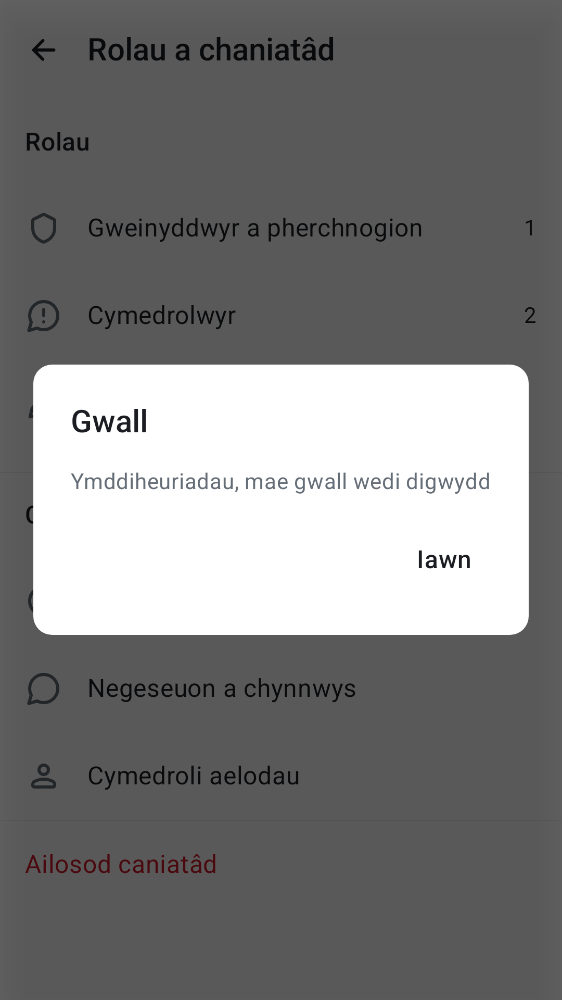 Rolau a chaniatâd
Rolau
Gweinyddwyr a pherchnogion 1
Cymedrolwyr 2
Gwall
Ymddiheuriadau, mae gwall wedi digwydd
Iawn
Negeseuon a chynnwys
Cymedroli aelodau
Ailosod caniatâd